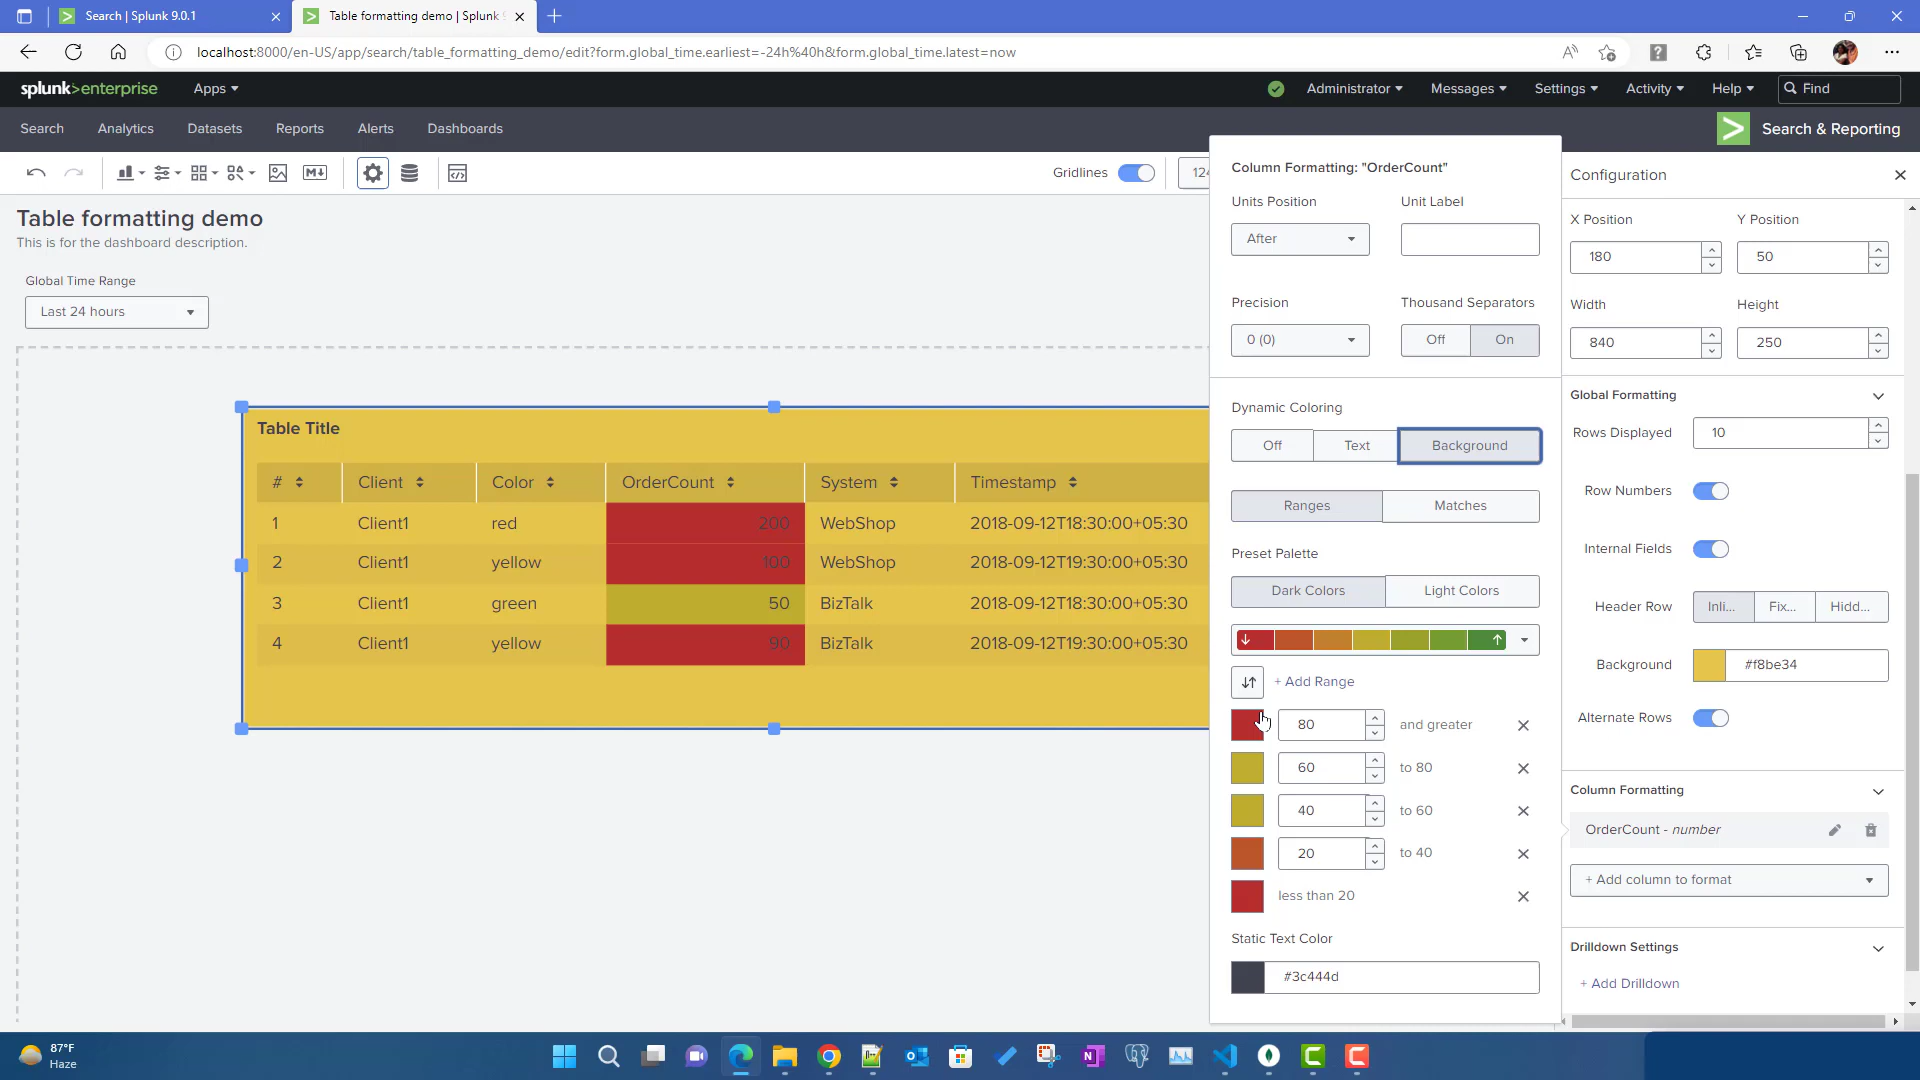 Search | Splunk 9.0.1
Table formatting demo | Splunk
localhost:8000/en-US/app/search/table_formatting_demo/edit?form.global_time.earliest=-24h%40h&form.global_time.latest=now
splunk>enterprise
Apps
Administrator
Messages
Settings
Activity
Help
Find
Search
Analytics
Datasets
Reports
Alerts
Dashboards
Search & Reporting
Gridlines
124
Table formatting demo
This is for the dashboard description.
Global Time Range
Last 24 hours
Table Title
# Client Color OrderCount System Timestamp
1 Client1 red 200 WebShop 2018-09-12T18:30:00+05:30
2 Client1 yellow 100 WebShop 2018-09-12T19:30:00+05:30
3 Client1 green 50 BizTalk 2018-09-12T18:30:00+05:30
4 Client1 yellow 90 BizTalk 2018-09-12T19:30:00+05:30
Column Formatting: "OrderCount"
Units Position
Unit Label
After
Precision
Thousand Separators
0 (0)
Off
On
Dynamic Coloring
Off
Text
Background
Ranges
Matches
Preset Palette
Dark Colors
Light Colors
+ Add Range
80 and greater
60 to 80
40 to 60
20 to 40
less than 20
Static Text Color
#3c444d
Configuration
X Position
Y Position
180
50
Width
Height
840
250
Global Formatting
Rows Displayed 10
Row Numbers
Internal Fields
Header Row Inli... Fix... Hidd...
Background #f8be34
Alternate Rows
Column Formatting
OrderCount - number
+ Add column to format
Drilldown Settings
+ Add Drilldown
87°F
Haze